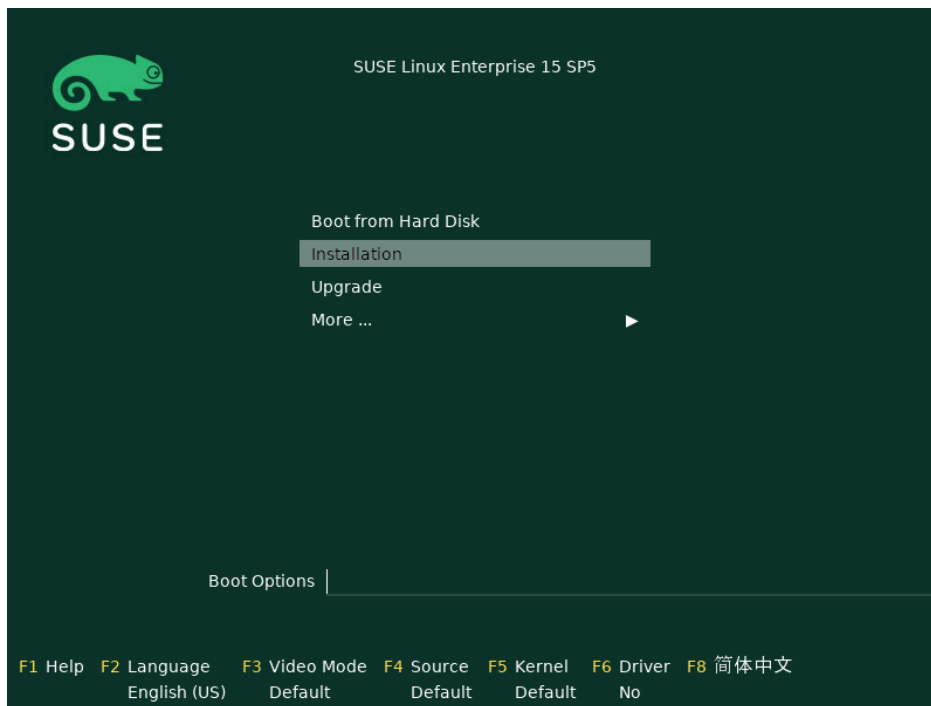 SUSE Linux Enterprise 15 SP5
SUSE
Boot from Hard Disk
Installation
Upgrade
More ...
Boot Options
F1 Help F2 Language F3 Video Mode F4 Source F5 Kernel F6 Driver F8 简体中文
English (US) Default Default Default No